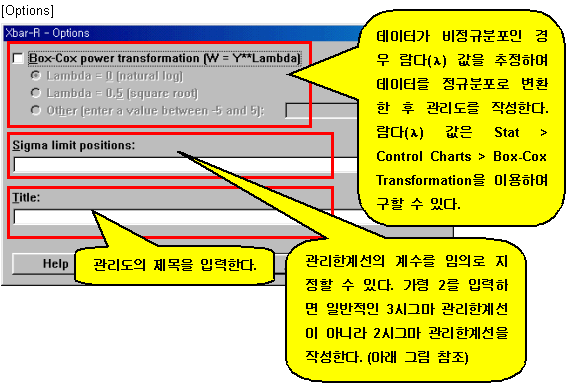 [Options]
Xbar-R - Options
Box-Cox power transformation (W = Y**Lambda)
Lambda = 0 (natural log)
Lambda = 0.5 (square root)
Other (enter a value between -5 and 5):
Sigma limit positions:
Title:
Help
데이터가 비정규분포인 경
우 람다(λ) 값을 추정하여
데이터를 정규분포로 변환
한 후 관리도를 작성한다.
람다(λ) 값은 Stat >
Control Charts > Box-Cox
Transformation을 이용하여
구할 수 있다.
관리도의 제목을 입력한다.
관리한계선의 계수를 임의로 지
정할 수 있다. 가령 2를 입력하
면 일반적인 3시그마 관리한계선
이 아니라 2시그마 관리한계선을
작성한다. (아래 그림 참조)